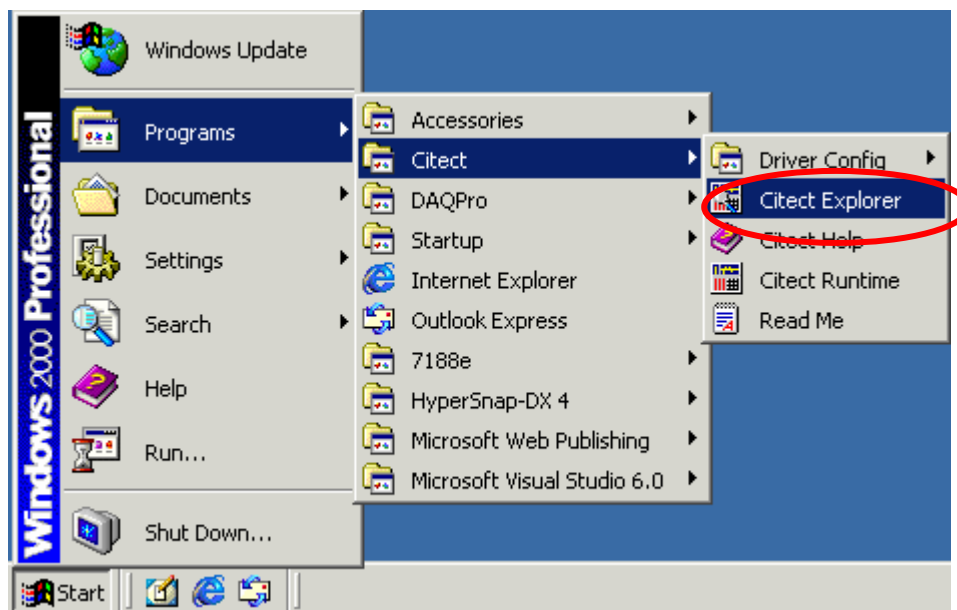 Windows 2000 Professional
Windows Update
Programs
Documents
Settings
Search
Help
Run...
Shut Down...
Accessories
Citect
DAQPro
Startup
Internet Explorer
Outlook Express
7188e
HyperSnap-DX 4
Microsoft Web Publishing
Microsoft Visual Studio 6.0
Driver Config
Citect Explorer
Citect Help
Citect Runtime
Read Me
Start